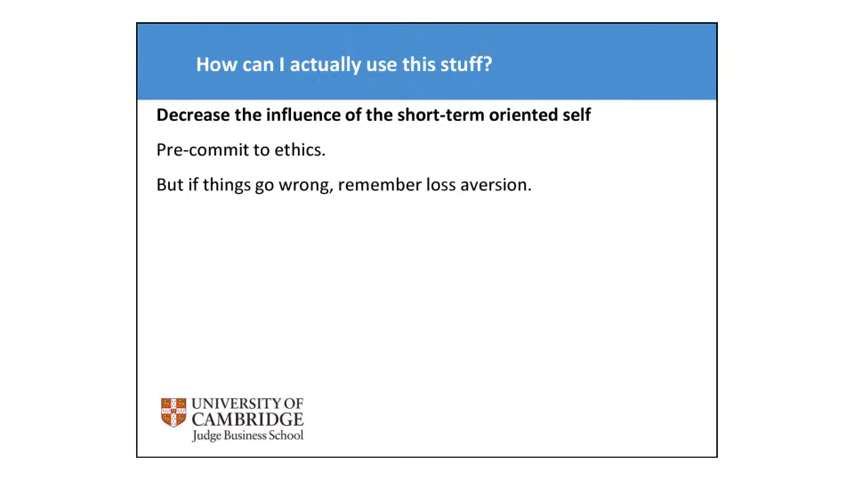 How can I actually use this stuff?
Decrease the influence of the short-term oriented self
Pre-commit to ethics.
But if things go wrong, remember loss aversion.
UNIVERSITY OF
CAMBRIDGE
Judge Business School